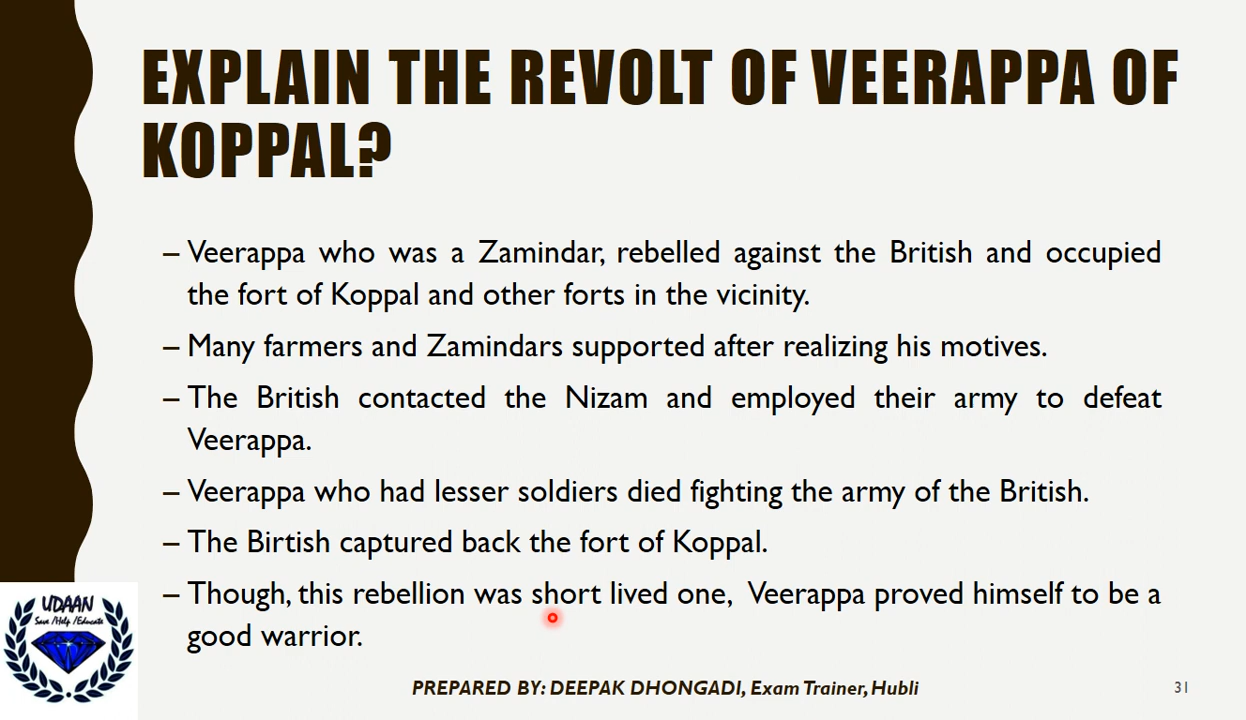 EXPLAIN THE REVOLT OF VEERAPPA OF
KOPPAL?
– Veerappa who was a Zamindar, rebelled against the British and occupied
the fort of Koppal and other forts in the vicinity.
– Many farmers and Zamindars supported after realizing his motives.
– The British contacted the Nizam and employed their army to defeat
Veerappa.
– Veerappa who had lesser soldiers died fighting the army of the British.
– The Birtish captured back the fort of Koppal.
– Though, this rebellion was short lived one, Veerappa proved himself to be a
good warrior.
UDAAN
Save /Help /Educate
PREPARED BY: DEEPAK DHONGADI, Exam Trainer, Hubli
31